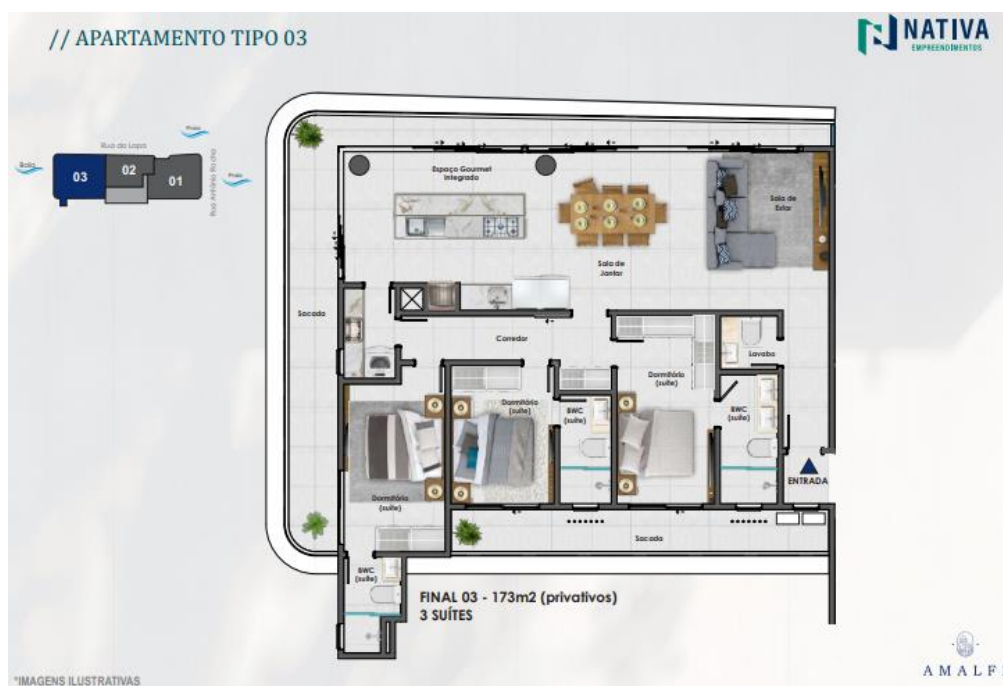 // APARTAMENTO TIPO 03
NATIVA
EMPREENDIMENTOS
Rua da Lapa
Praia
Baía
03
02
01
Rua Antônio Rocha
Praia
Espaço Gourmet
Integrado
Sala de
Estar
Sala de
Jantar
Sacada
Corredor
Lavabo
Dormitório
(suíte)
Dormitório
(suíte)
BWC
(suíte)
BWC
(suíte)
ENTRADA
Dormitório
(suíte)
Sacada
BWC
(suíte)
FINAL 03 - 173m2 (privativos)
3 SUÍTES
AMALF
*IMAGENS ILUSTRATIVAS